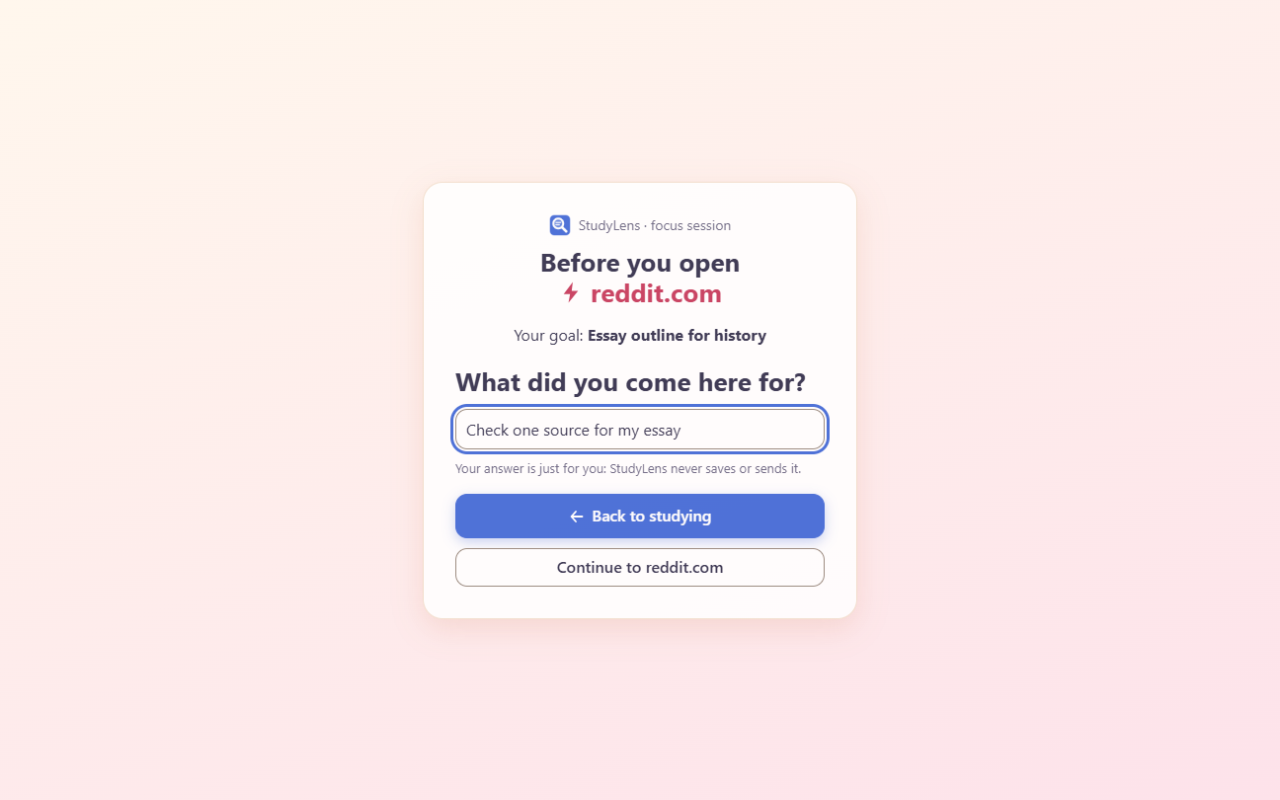 StudyLens · focus session
Before you open
reddit.com
Your goal: Essay outline for history
What did you come here for?
Check one source for my essay
Your answer is just for you: StudyLens never saves or sends it.
← Back to studying
Continue to reddit.com